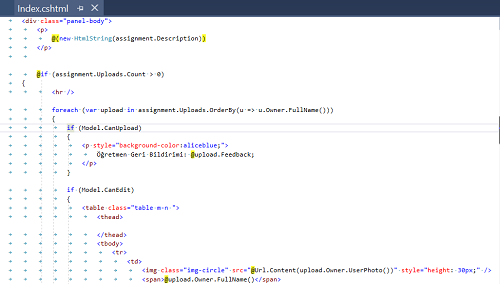 Index.cshtml
<div class="panel-body">
<p>
@(new HtmlString(assignment.Description))
</p>
@if (assignment.Uploads.Count > 0)
{
<hr />
foreach (var upload in assignment.Uploads.OrderBy(u => u.Owner.FullName()))
{
if (Model.CanUpload)
{
<p style="background-color:aliceblue;">
Öğretmen Geri Bildirimi: @upload.Feedback;
</p>
}
if (Model.CanEdit)
{
<table class="table m-n ">
<thead>
</thead>
<tbody>
<tr>
<td>
<img class="img-circle" src="@Url.Content(upload.Owner.UserPhoto())" style="height: 30px;" />
<span>@upload.Owner.FullName()</span>